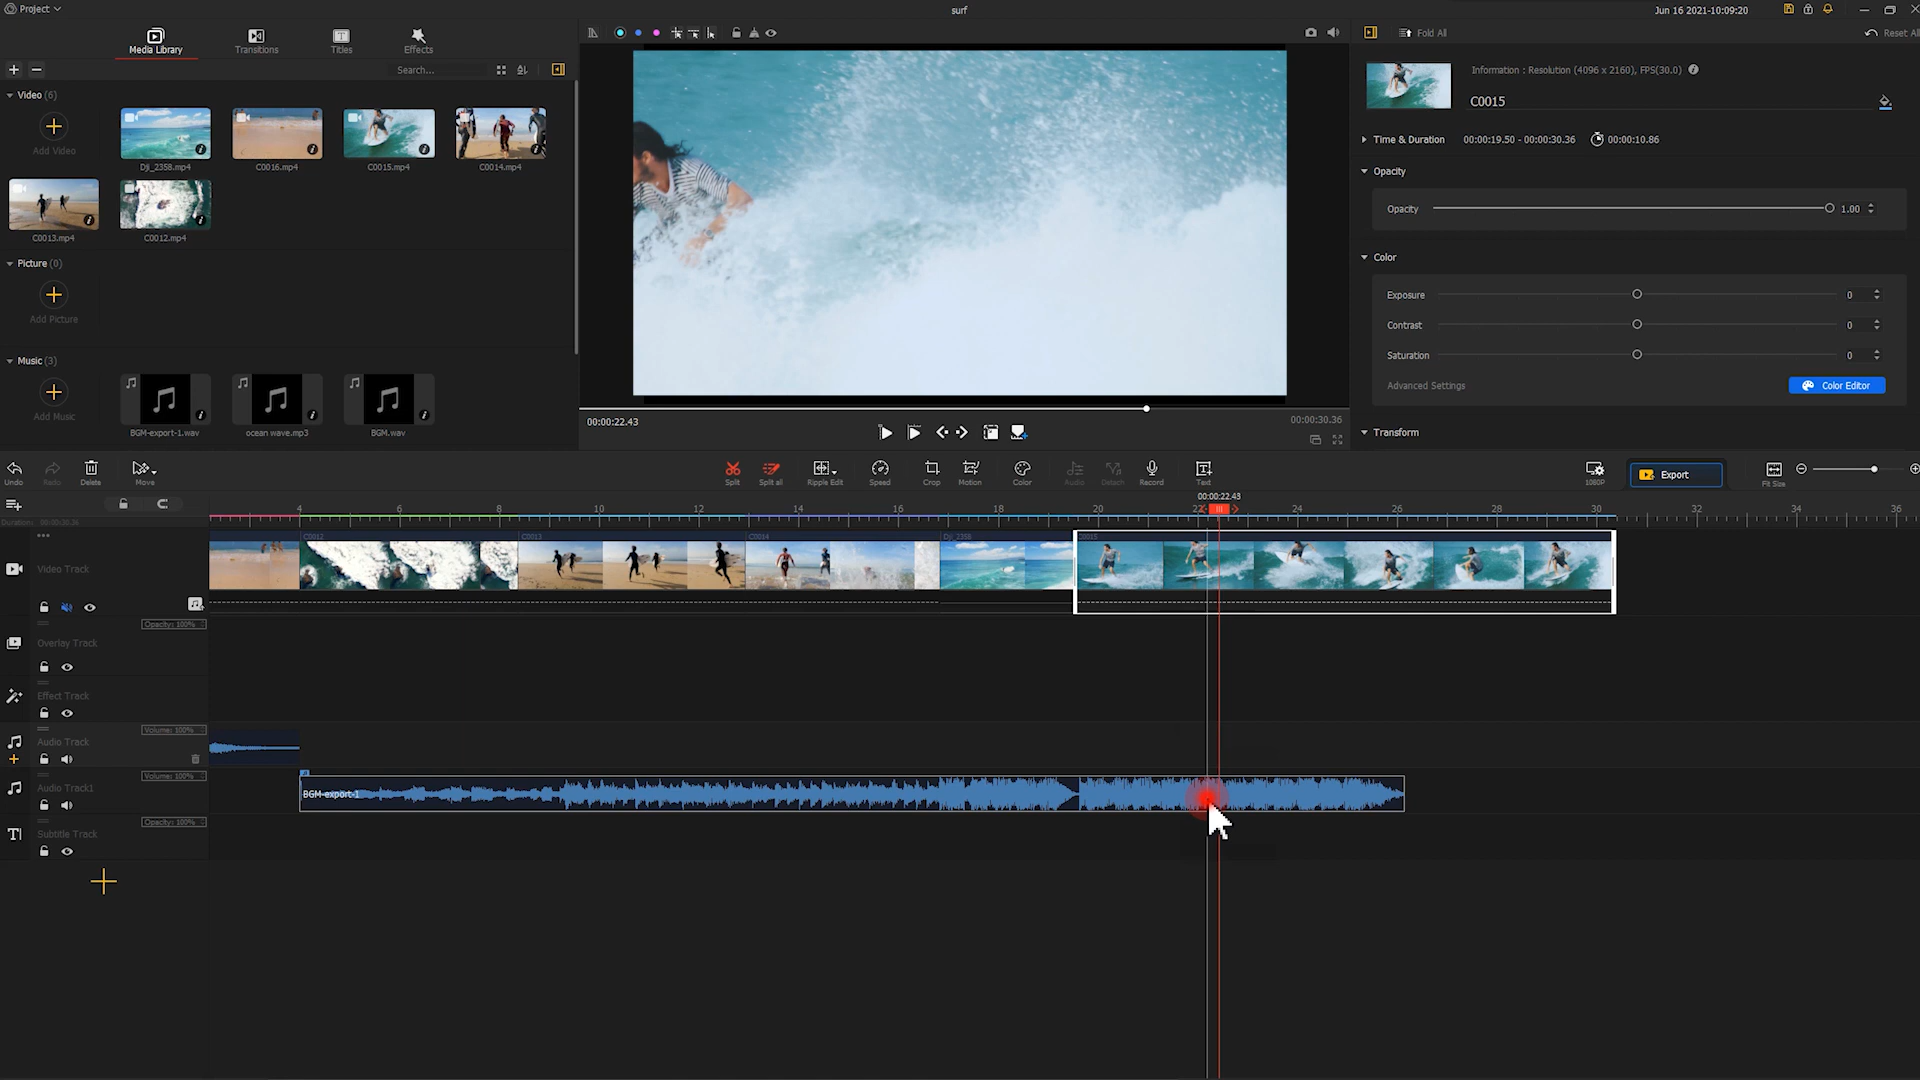 Project
surf
Jun 16 2021-10:09:20
Media Library
Transitions
Titles
Effects
Fold All
Reset All
Search...
Information : Resolution (4096 x 2160), FPS(30.0)
C0015
Video (6)
Add Video
Dji_2358.mp4
C0016.mp4
C0015.mp4
C0014.mp4
C0013.mp4
C0012.mp4
Time & Duration
00:00:19.50 - 00:00:30.36
00:00:10.86
Opacity
Opacity
1.00
Color
Exposure
0
Contrast
0
Saturation
0
Advanced Settings
Color Editor
Transform
Picture (0)
Add Picture
Music (3)
Add Music
BGM-export-1.wav
ocean wave.mp3
BGM.wav
00:00:22.43
00:00:30.36
Undo
Redo
Delete
Move
Split
Split all
Ripple Edit
Speed
Crop
Motion
Color
Audio
Detach
Record
Text
1080P
Export
Fit Size
00:00:22.43
4 6 8 10 12 14 16 18 20 22 24 26 28 30 32 34 36
Duration: 00:00:30.36
C0012
C0013
C0014
Dji_2358
C0015
Video Track
Opacity: 100%
Overlay Track
Effect Track
Volume: 100%
Audio Track
Volume: 100%
Audio Track1
BGM-export-1
Opacity: 100%
Subtitle Track